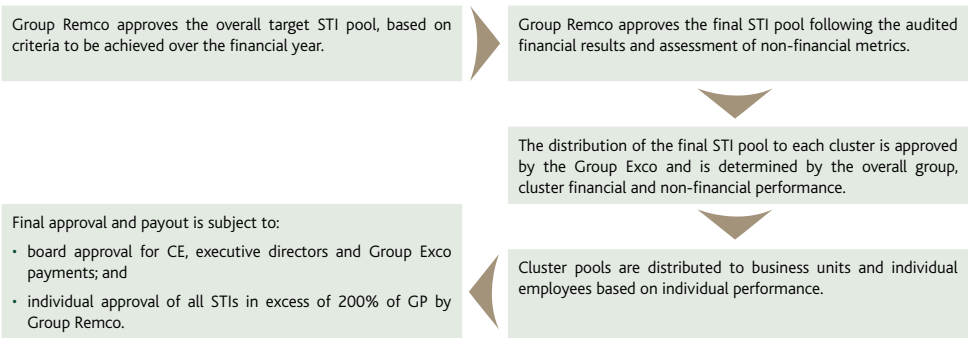 Group Remco approves the overall target STI pool, based on
criteria to be achieved over the financial year.
Group Remco approves the final STI pool following the audited
financial results and assessment of non-financial metrics.
The distribution of the final STI pool to each cluster is approved
by the Group Exco and is determined by the overall group,
cluster financial and non-financial performance.
Cluster pools are distributed to business units and individual
employees based on individual performance.
Final approval and payout is subject to:
• board approval for CE, executive directors and Group Exco
payments; and
• individual approval of all STIs in excess of 200% of GP by
Group Remco.